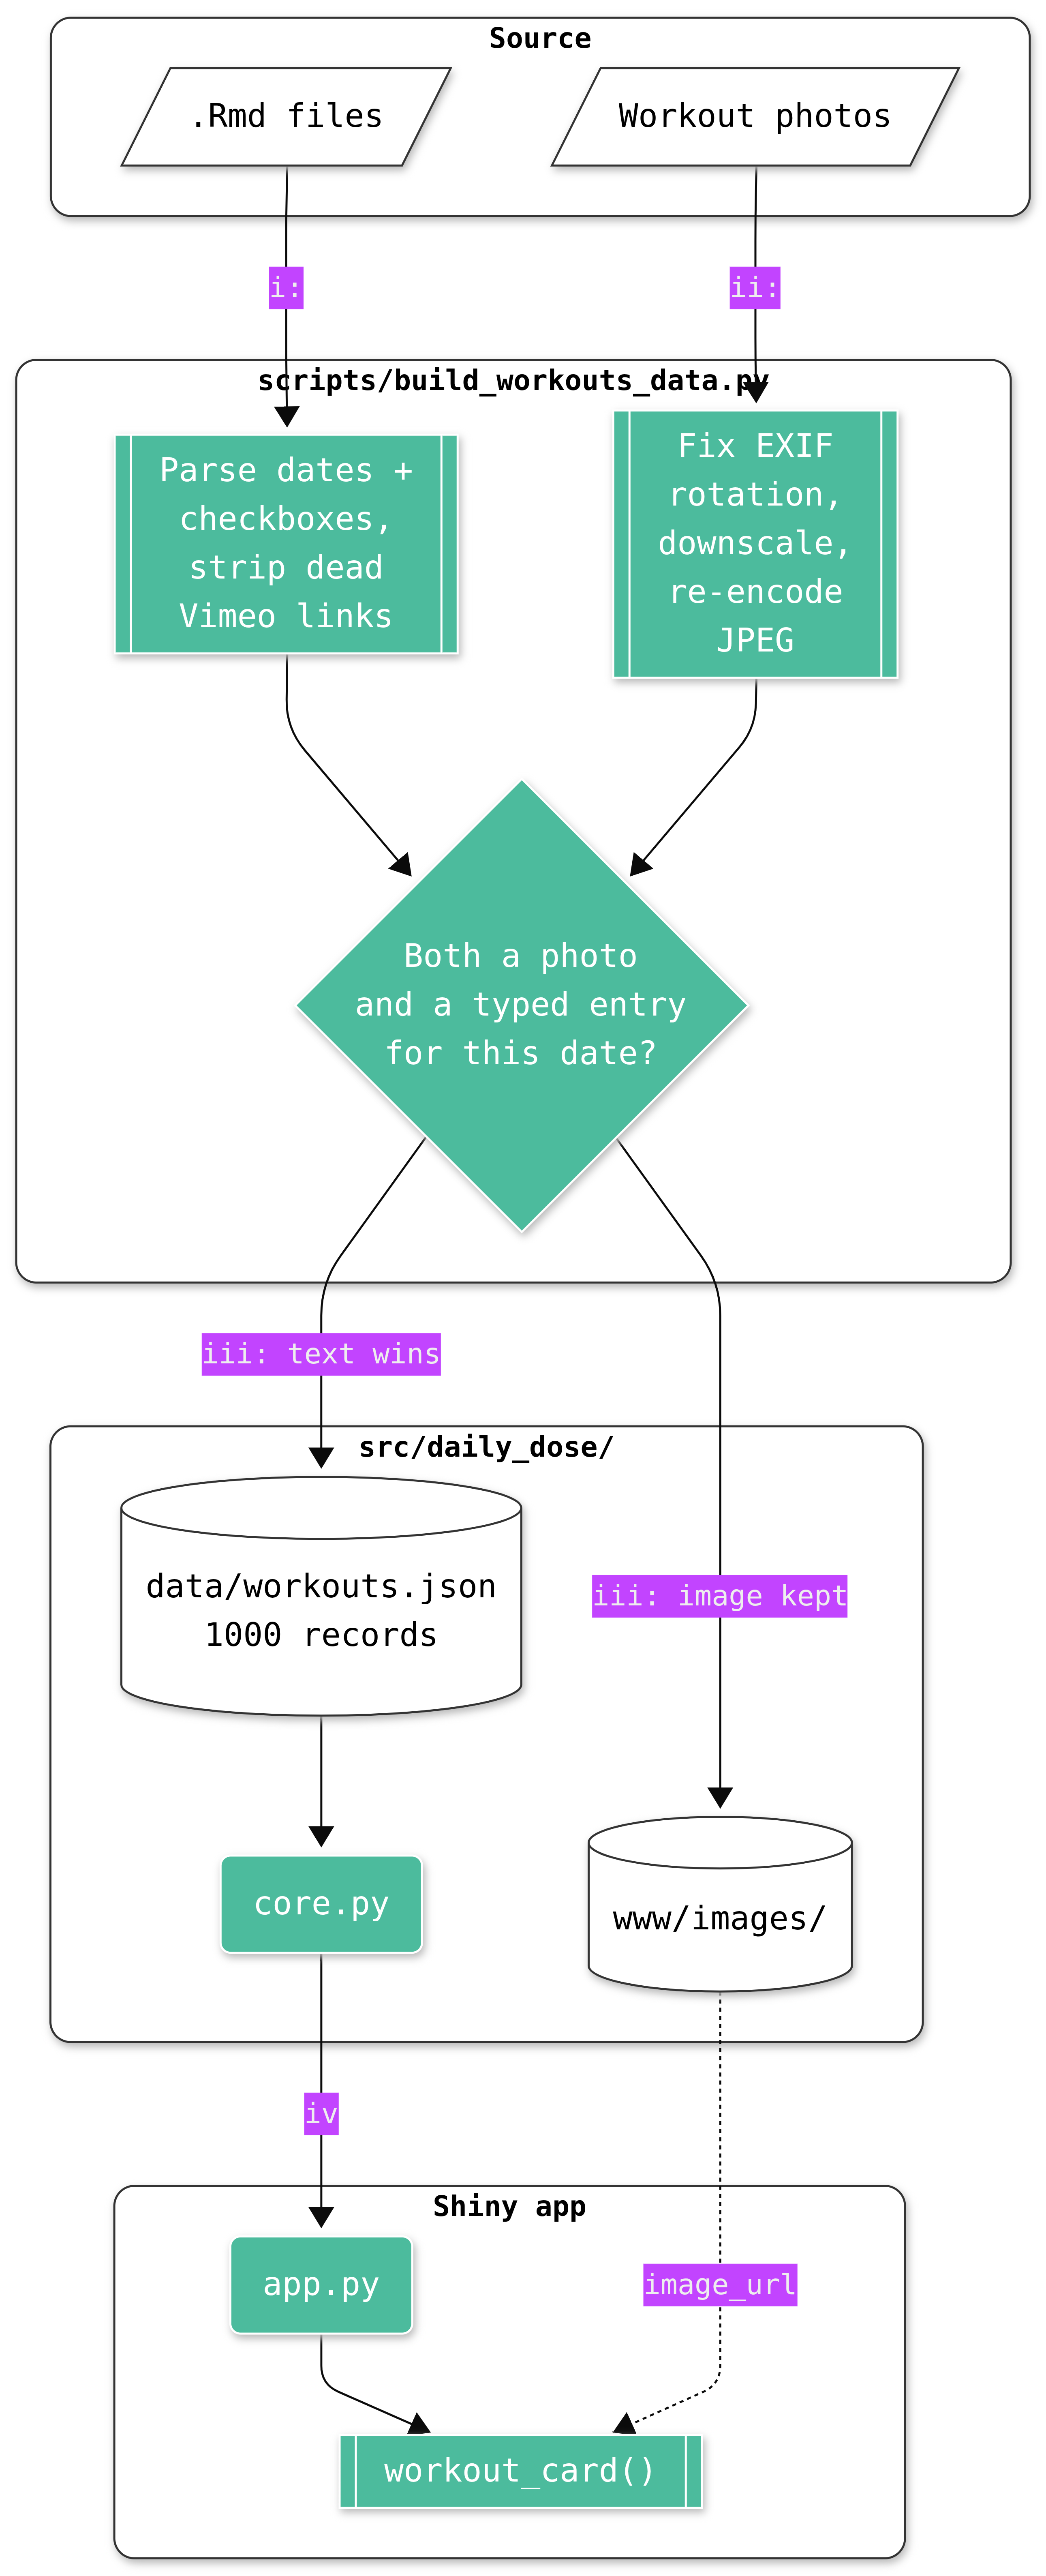 Source
.Rmd files
Workout photos
i:
ii:
scripts/build_workouts_data.py
Parse dates +
checkboxes,
strip dead
Vimeo links
Fix EXIF
rotation,
downscale,
re-encode
JPEG
Both a photo
and a typed entry
for this date?
iii: text wins
src/daily_dose/
data/workouts.json
1000 records
iii: image kept
core.py
www/images/
iv
Shiny app
app.py
image_url
workout_card()